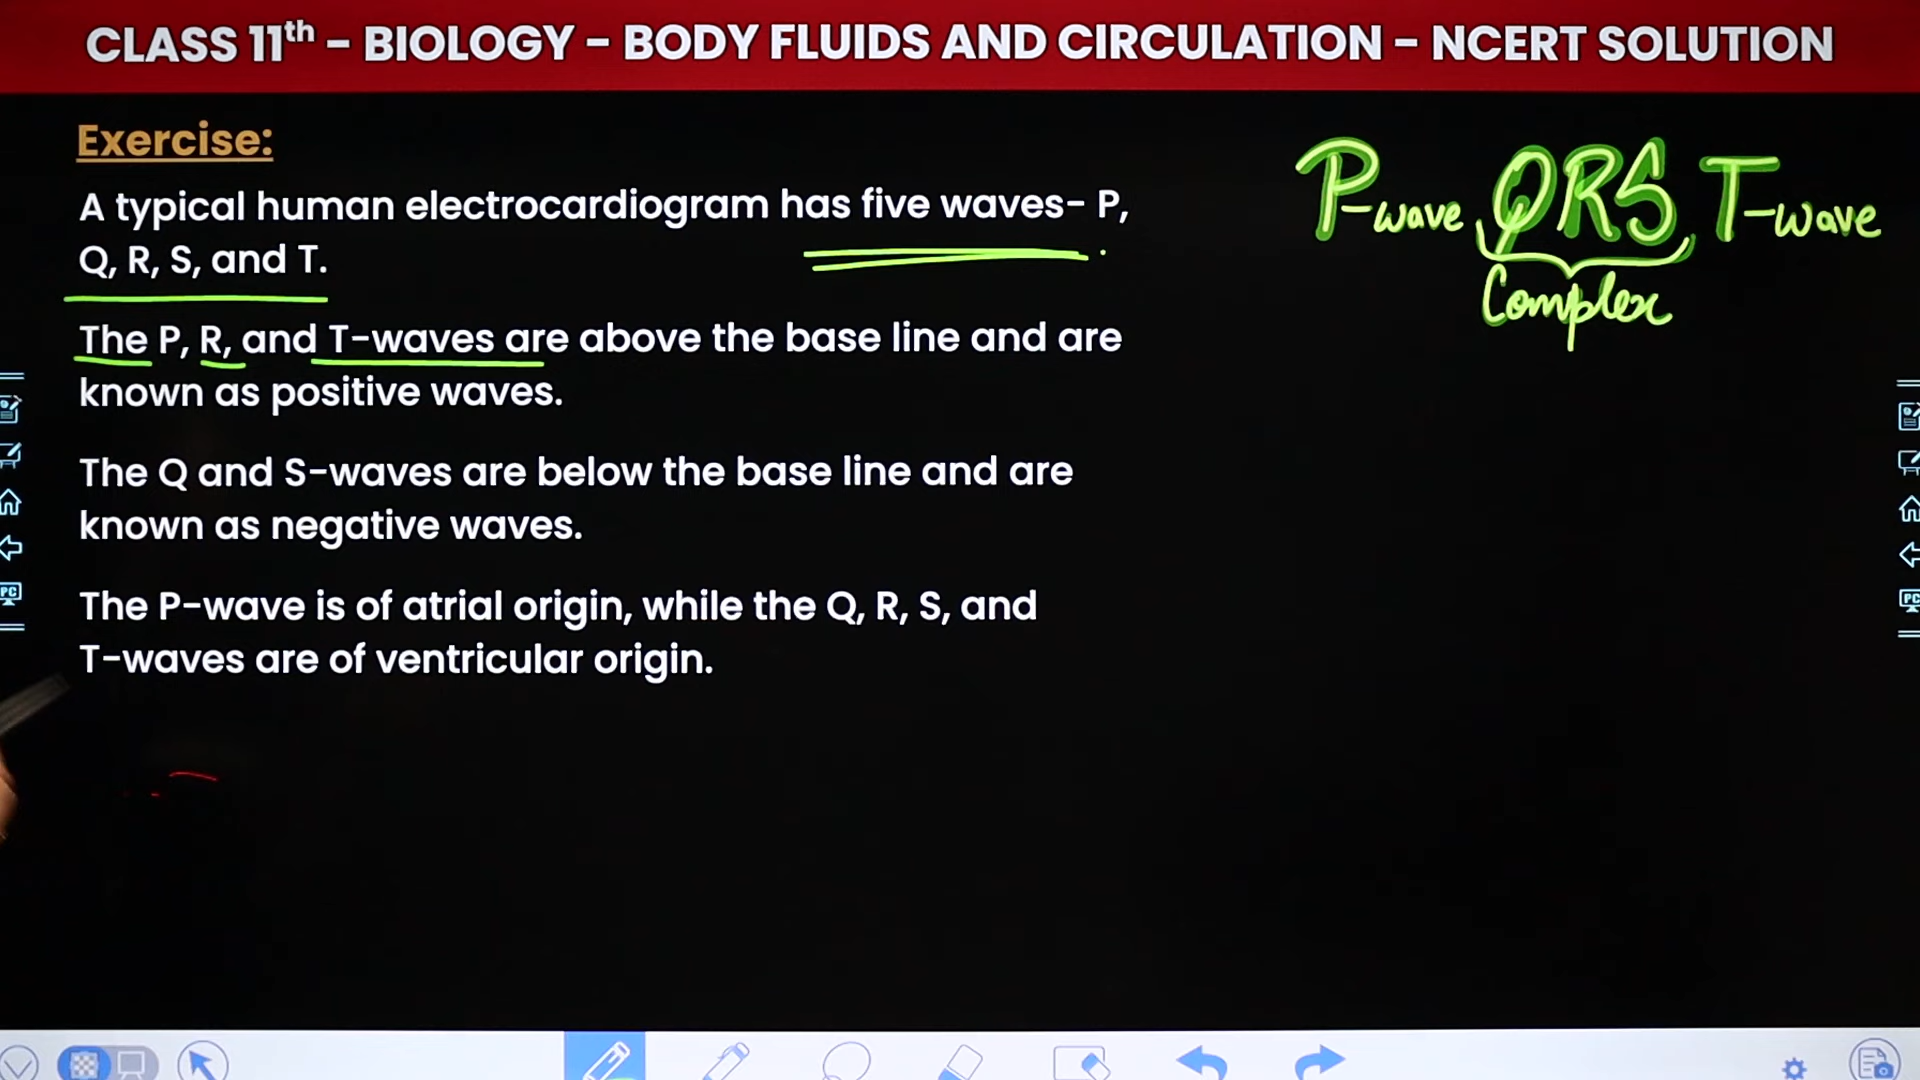 CLASS 11th - BIOLOGY - BODY FLUIDS AND CIRCULATION - NCERT SOLUTION
Exercise:
A typical human electrocardiogram has five waves- P,
Q, R, S, and T.
The P, R, and T-waves are above the base line and are
known as positive waves.
The Q and S-waves are below the base line and are
known as negative waves.
The P-wave is of atrial origin, while the Q, R, S, and
T-waves are of ventricular origin.
P-wave QRS T-wave
Complex
PC
PC